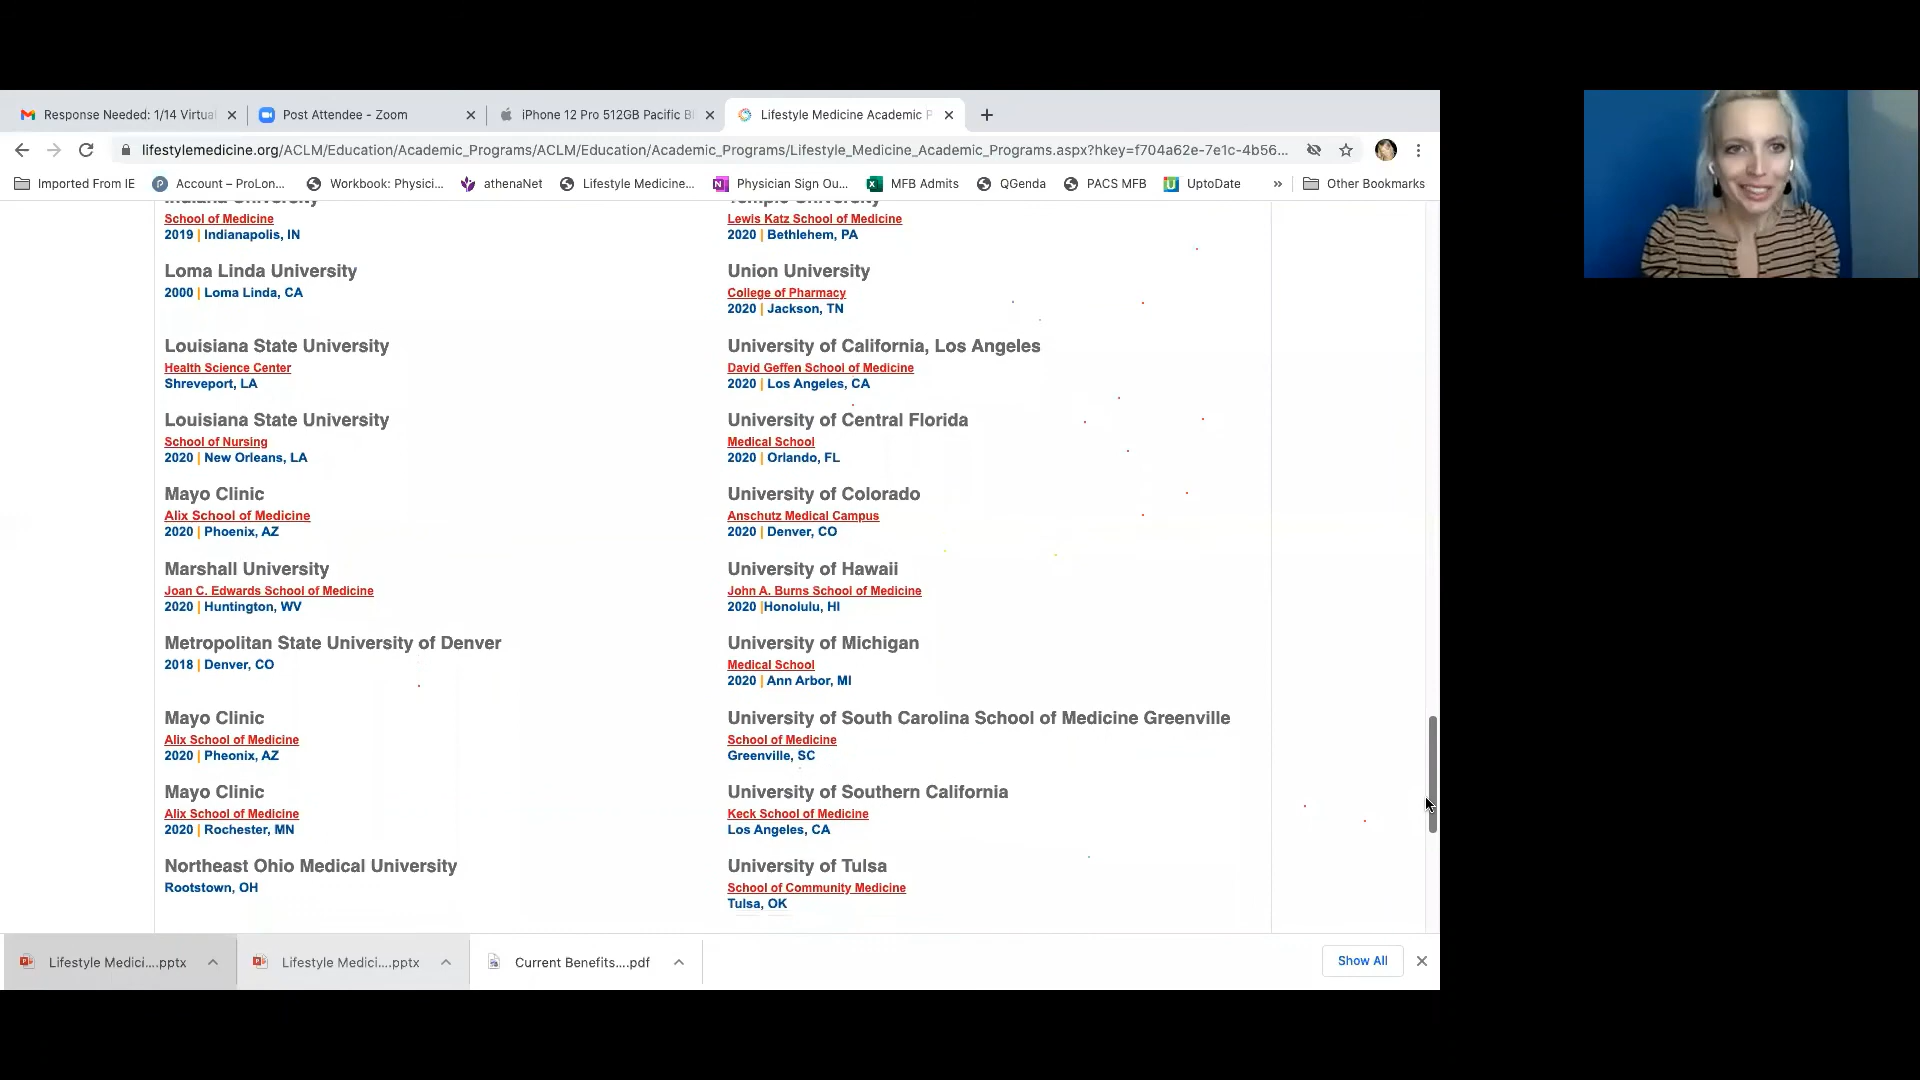 Response Needed: 1/14 Virtua
Post Attendee - Zoom
iPhone 12 Pro 512GB Pacific Bl
Lifestyle Medicine Academic P
lifestylemedicine.org/ACLM/Education/Academic_Programs/ACLM/Education/Academic_Programs/Lifestyle_Medicine_Academic_Programs.aspx?hkey=f704a62e-7e1c-4b56...
Imported From IE
Account – ProLon...
Workbook: Physici...
athenaNet
Lifestyle Medicine...
Physician Sign Ou...
MFB Admits
QGenda
PACS MFB
UptoDate
Other Bookmarks
Indiana University
School of Medicine
2019 | Indianapolis, IN
Loma Linda University
2000 | Loma Linda, CA
Louisiana State University
Health Science Center
Shreveport, LA
Louisiana State University
School of Nursing
2020 | New Orleans, LA
Mayo Clinic
Alix School of Medicine
2020 | Phoenix, AZ
Marshall University
Joan C. Edwards School of Medicine
2020 | Huntington, WV
Metropolitan State University of Denver
2018 | Denver, CO
Mayo Clinic
Alix School of Medicine
2020 | Pheonix, AZ
Mayo Clinic
Alix School of Medicine
2020 | Rochester, MN
Northeast Ohio Medical University
Rootstown, OH
Temple University
Lewis Katz School of Medicine
2020 | Bethlehem, PA
Union University
College of Pharmacy
2020 | Jackson, TN
University of California, Los Angeles
David Geffen School of Medicine
2020 | Los Angeles, CA
University of Central Florida
Medical School
2020 | Orlando, FL
University of Colorado
Anschutz Medical Campus
2020 | Denver, CO
University of Hawaii
John A. Burns School of Medicine
2020 |Honolulu, HI
University of Michigan
Medical School
2020 | Ann Arbor, MI
University of South Carolina School of Medicine Greenville
School of Medicine
Greenville, SC
University of Southern California
Keck School of Medicine
Los Angeles, CA
University of Tulsa
School of Community Medicine
Tulsa, OK
Lifestyle Medici....pptx
Lifestyle Medici....pptx
Current Benefits....pdf
Show All